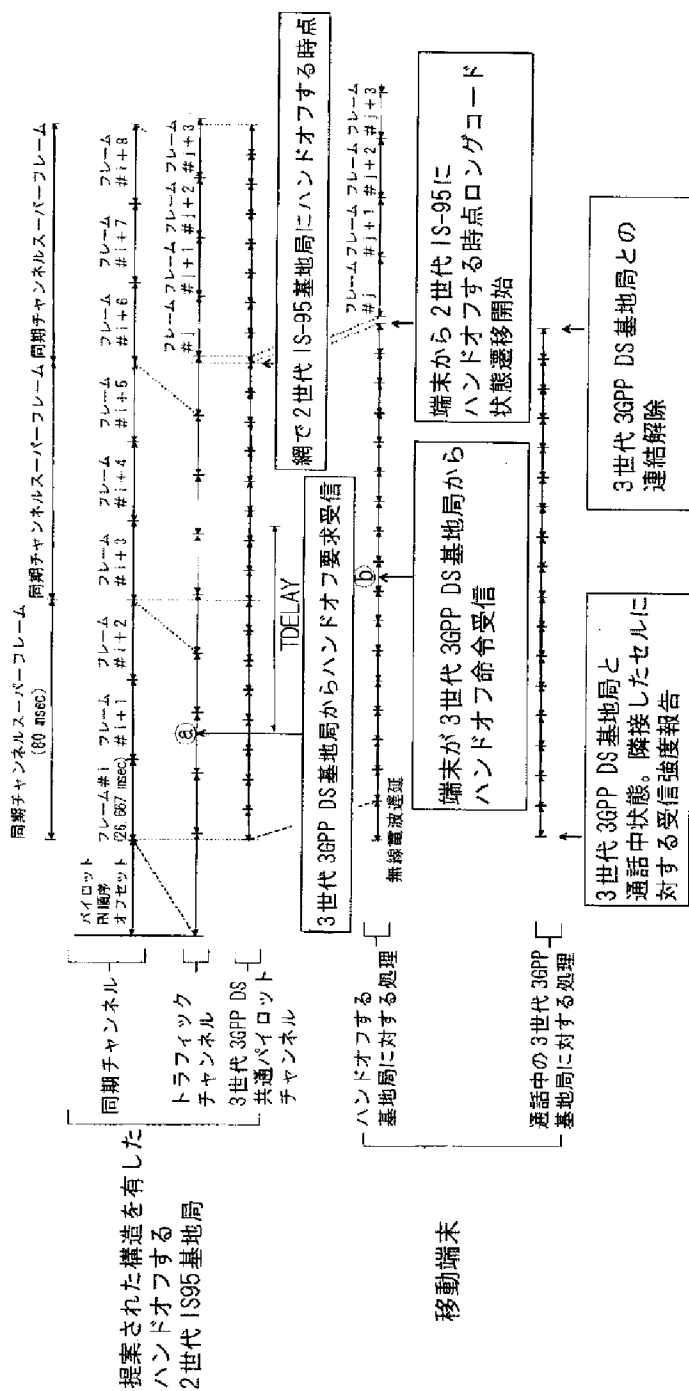 提案された構造を有した
ハンドオフする
2世代 IS95基地局
同期チャンネル
トラフィック
チャンネル
3世代 3GPP DS
共通パイロット
チャンネル
同期チャンネルスーパーフレーム
(80 msec)
同期チャンネルスーパーフレーム
同期チャンネルスーパーフレーム
パイロット
PN順序
オフセット
フレーム#i
(26.667 msec)
フレーム
#i+1
フレーム
#i+2
フレーム
#i+3
フレーム
#i+4
フレーム
#i+5
フレーム
#i+6
フレーム
#i+7
フレーム
#i+8
フレーム
#j
フレーム
#j+1
フレーム
#j+2
フレーム
#j+3
ⓐ
TDELAY
3世代 3GPP DS基地局からハンドオフ要求受信
網で2世代 IS-95基地局にハンドオフする時点
移動端末
ハンドオフする
基地局に対する処理
無線電波遅延
ⓑ
フレーム
#j
フレーム
#j+1
フレーム
#j+2
フレーム
#j+3
端末が3世代 3GPP DS基地局から
ハンドオフ命令受信
端末から2世代 IS-95に
ハンドオフする時点ロングコード
状態遷移開始
通話中の3世代 3GPP
基地局に対する処理
3世代 3GPP DS基地局と
通話中状態。隣接したセルに
対する受信強度報告
3世代 3GPP DS基地局との
連結解除